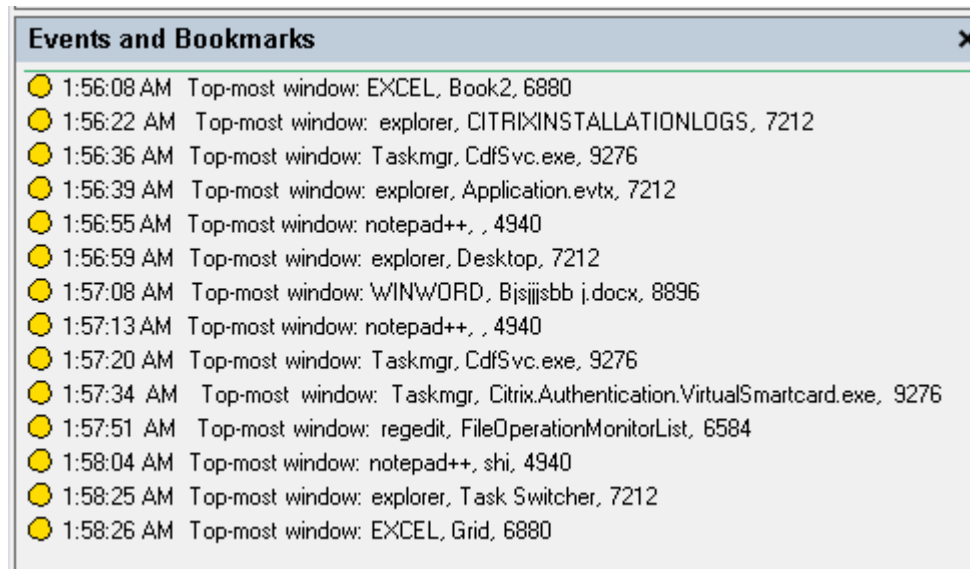 Events and Bookmarks
1:56:08 AM Top-most window: EXCEL, Book2, 6880
1:56:22 AM Top-most window: explorer, CITRIXINSTALLATIONLOGS, 7212
1:56:36 AM Top-most window: Taskmgr, CdfSvc.exe, 9276
1:56:39 AM Top-most window: explorer, Application.evtx, 7212
1:56:55 AM Top-most window: notepad++, , 4940
1:56:59 AM Top-most window: explorer, Desktop, 7212
1:57:08 AM Top-most window: WINWORD, Bjsjjjsbb j.docx, 8896
1:57:13 AM Top-most window: notepad++, , 4940
1:57:20 AM Top-most window: Taskmgr, CdfSvc.exe, 9276
1:57:34 AM Top-most window: Taskmgr, Citrix.Authentication.VirtualSmartcard.exe, 9276
1:57:51 AM Top-most window: regedit, FileOperationMonitorList, 6584
1:58:04 AM Top-most window: notepad++, shi, 4940
1:58:25 AM Top-most window: explorer, Task Switcher, 7212
1:58:26 AM Top-most window: EXCEL, Grid, 6880